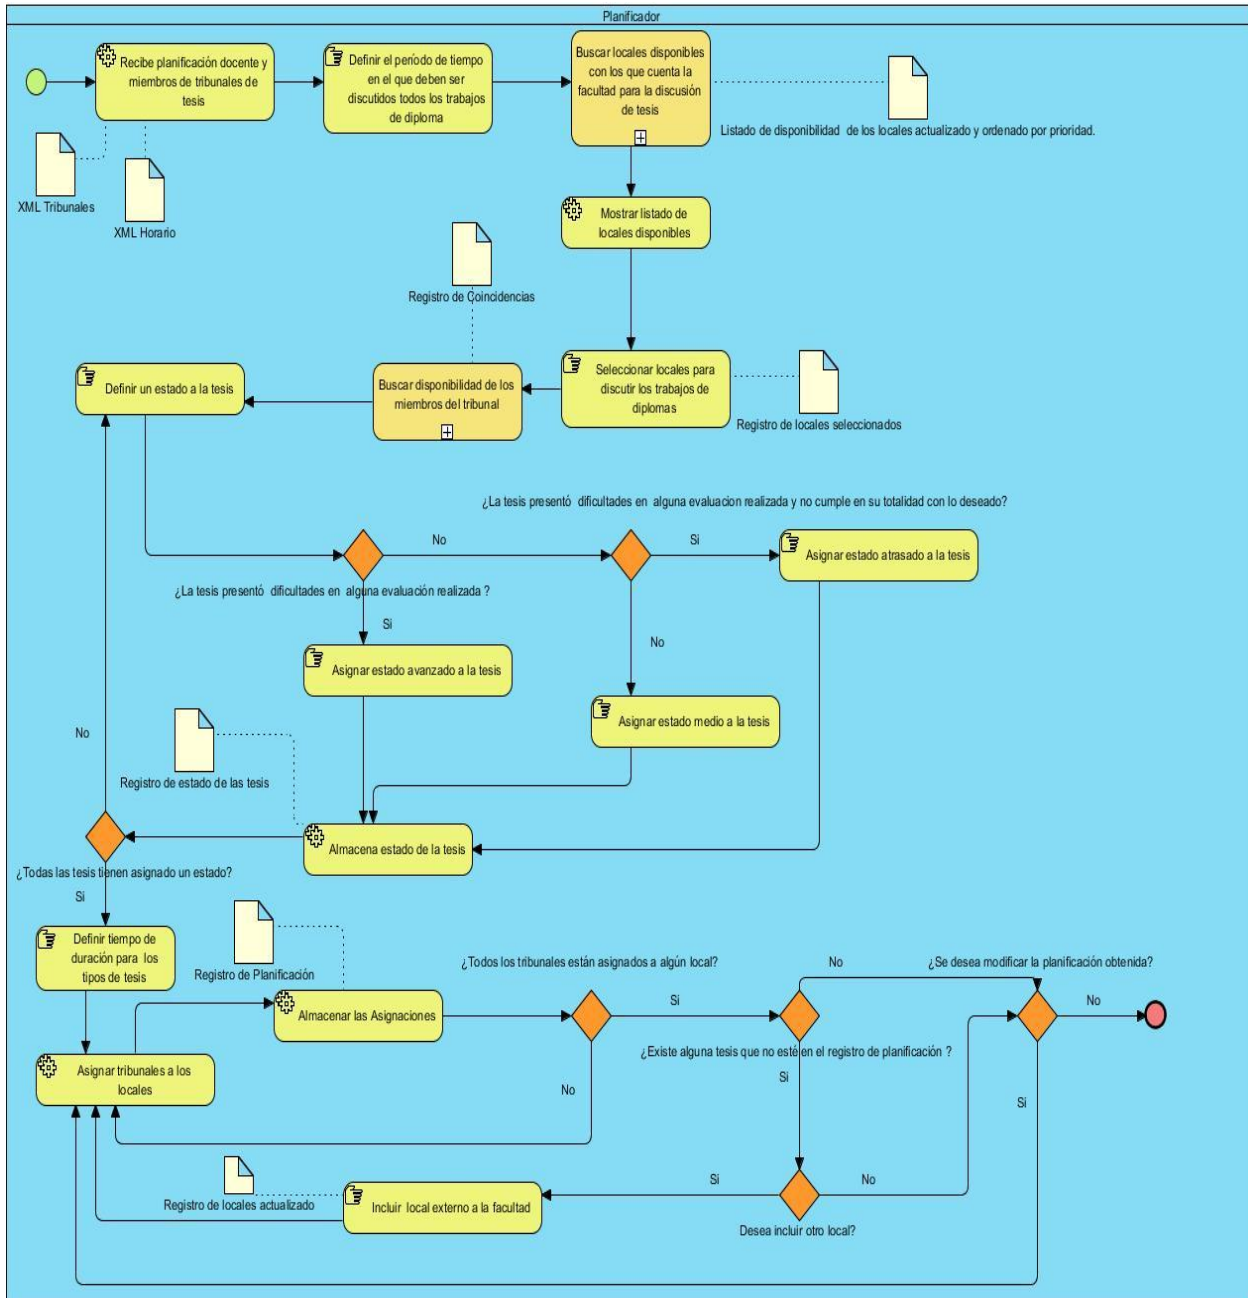 Planificador
Recibe planificación docente y
miembros de tribunales de
tesis
Definir el período de tiempo
en el que deben ser
discutidos todos los trabajos
de diploma
Buscar locales disponibles
con los que cuenta la
facultad para la discusión
de tesis
Listado de disponibilidad de los locales actualizado y ordenado por prioridad.
XML Tribunales
XML Horario
Mostrar listado de
locales disponibles
Registro de Coincidencias
Definir un estado a la tesis
Buscar disponibilidad de los
miembros del tribunal
Seleccionar locales para
discutir los trabajos de
diplomas
Registro de locales seleccionados
¿La tesis presentó dificultades en alguna evaluacion realizada y no cumple en su totalidad con lo deseado?
No
Si
Asignar estado atrasado a la tesis
¿La tesis presentó dificultades en alguna evaluación realizada ?
Si
No
Asignar estado avanzado a la tesis
Asignar estado medio a la tesis
No
Registro de estado de las tesis
Almacena estado de la tesis
¿Todas las tesis tienen asignado un estado?
Sí
Definir tiempo de
duración para los
tipos de tesis
Registro de Planificación
¿Todos los tribunales están asignados a algún local?
No
¿Se desea modificar la planificación obtenida?
Almacenar las Asignaciones
Si
No
¿Existe alguna tesis que no esté en el registro de planificación ?
Asignar tribunales a los
locales
No
Si
Si
Registro de locales actualizado
Incluir local externo a la facultad
Si
No
Desea incluir otro local?